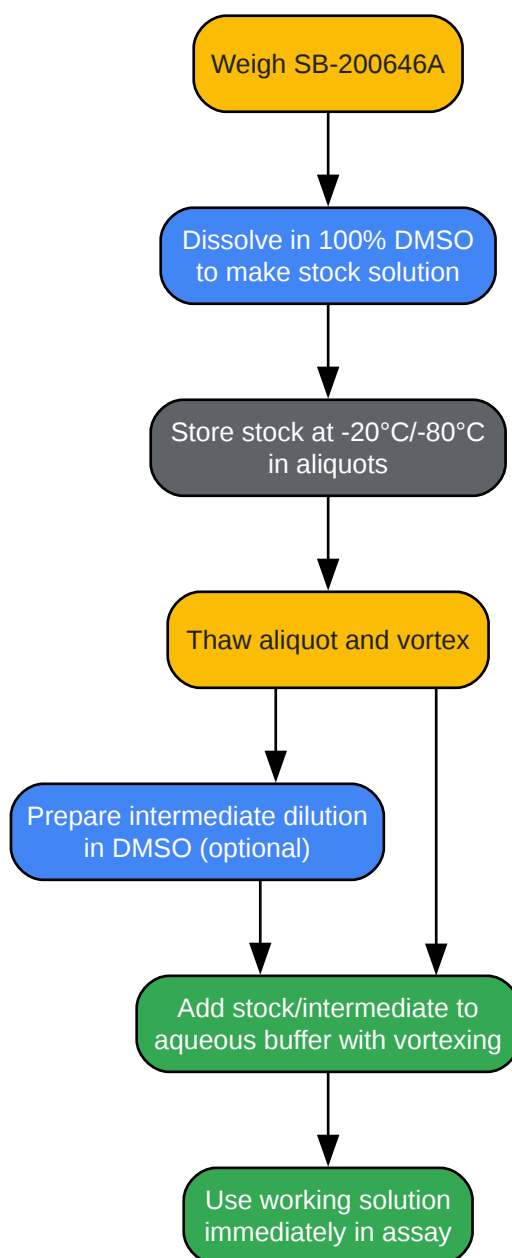 Weigh SB-200646A
Dissolve in 100% DMSO
to make stock solution
Store stock at -20°C/-80°C
in aliquots
Thaw aliquot and vortex
Prepare intermediate dilution
in DMSO (optional)
Add stock/intermediate to
aqueous buffer with vortexing
Use working solution
immediately in assay